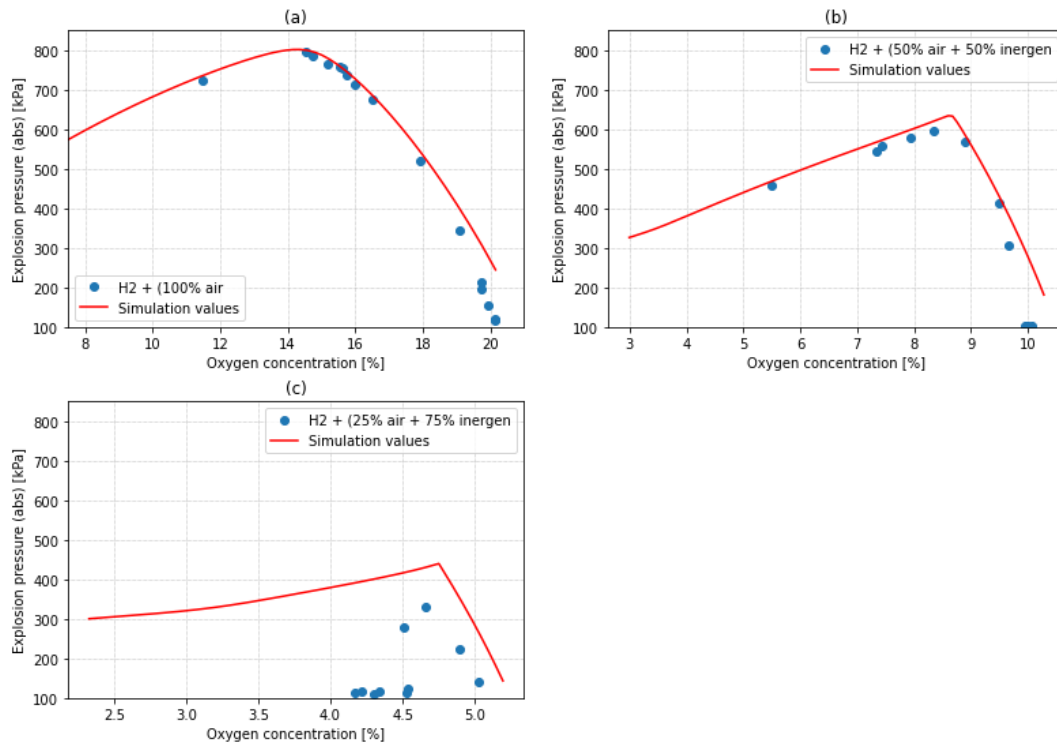 (a)
Explosion pressure (abs) [kPa]
800
700
600
500
400
300
200
100
H2 + (100% air
Simulation values
8 10 12 14 16 18 20
Oxygen concentration [%]
(b)
Explosion pressure (abs) [kPa]
800
700
600
500
400
300
200
100
H2 + (50% air + 50% inergen
Simulation values
3 4 5 6 7 8 9 10
Oxygen concentration [%]
(c)
Explosion pressure (abs) [kPa]
800
700
600
500
400
300
200
100
H2 + (25% air + 75% inergen
Simulation values
2.5 3.0 3.5 4.0 4.5 5.0
Oxygen concentration [%]